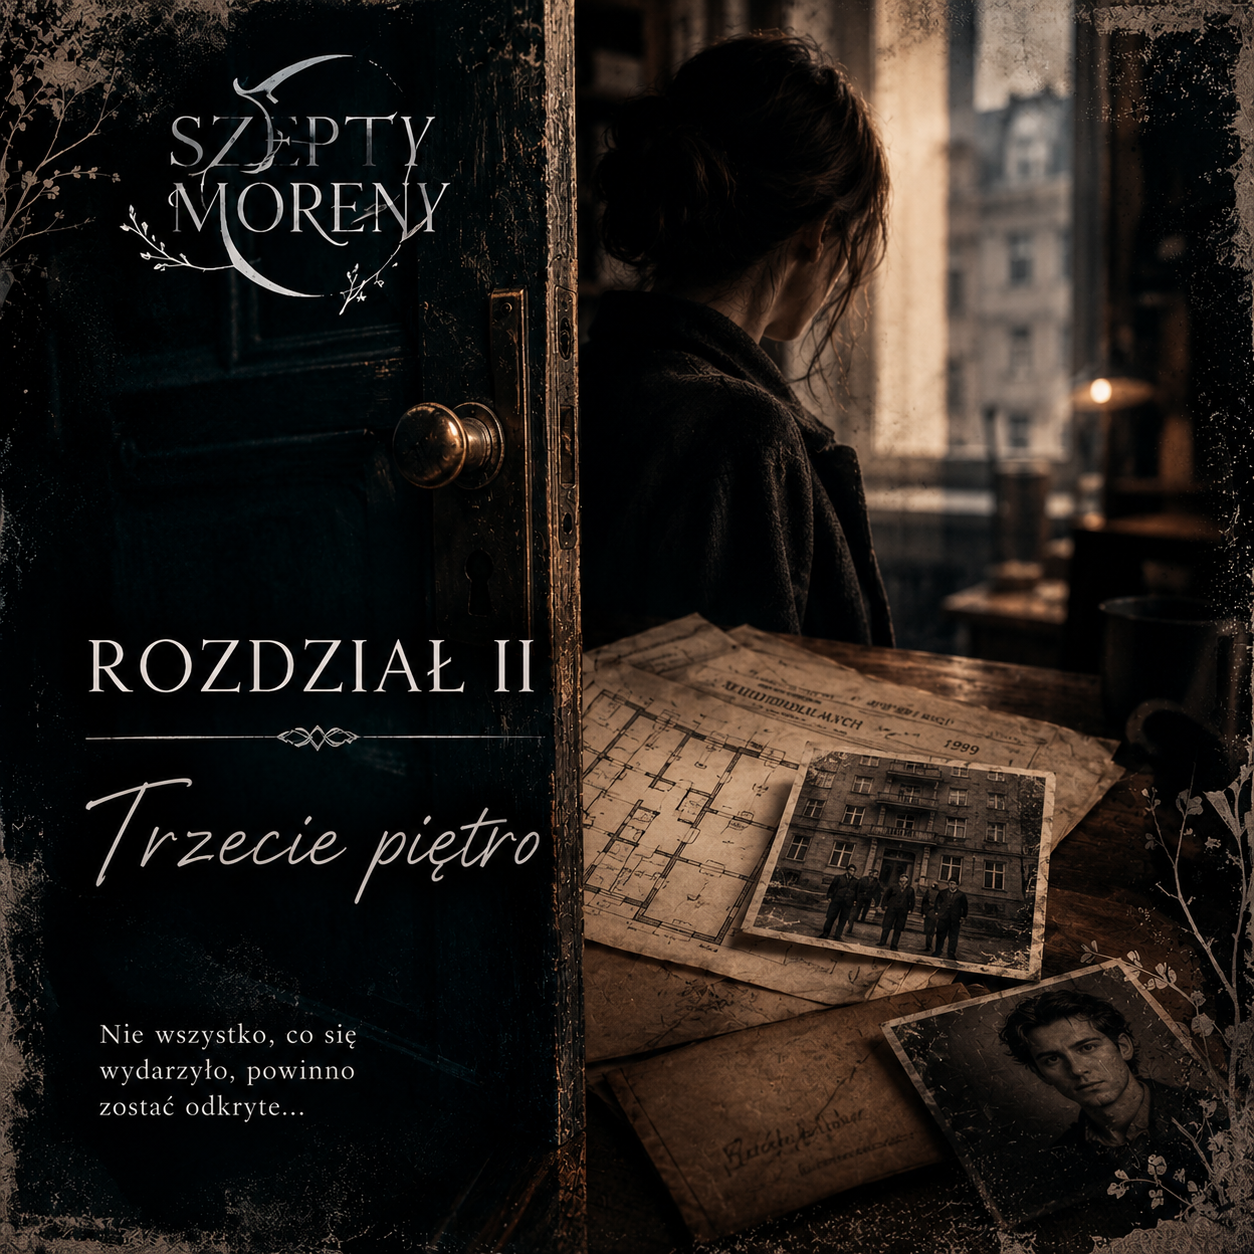 SZEPTY
MORENY
ROZDZIAŁ II
Trzecie piętro
Nie wszystko, co się
wydarzyło, powinno
zostać odkryte...
1999